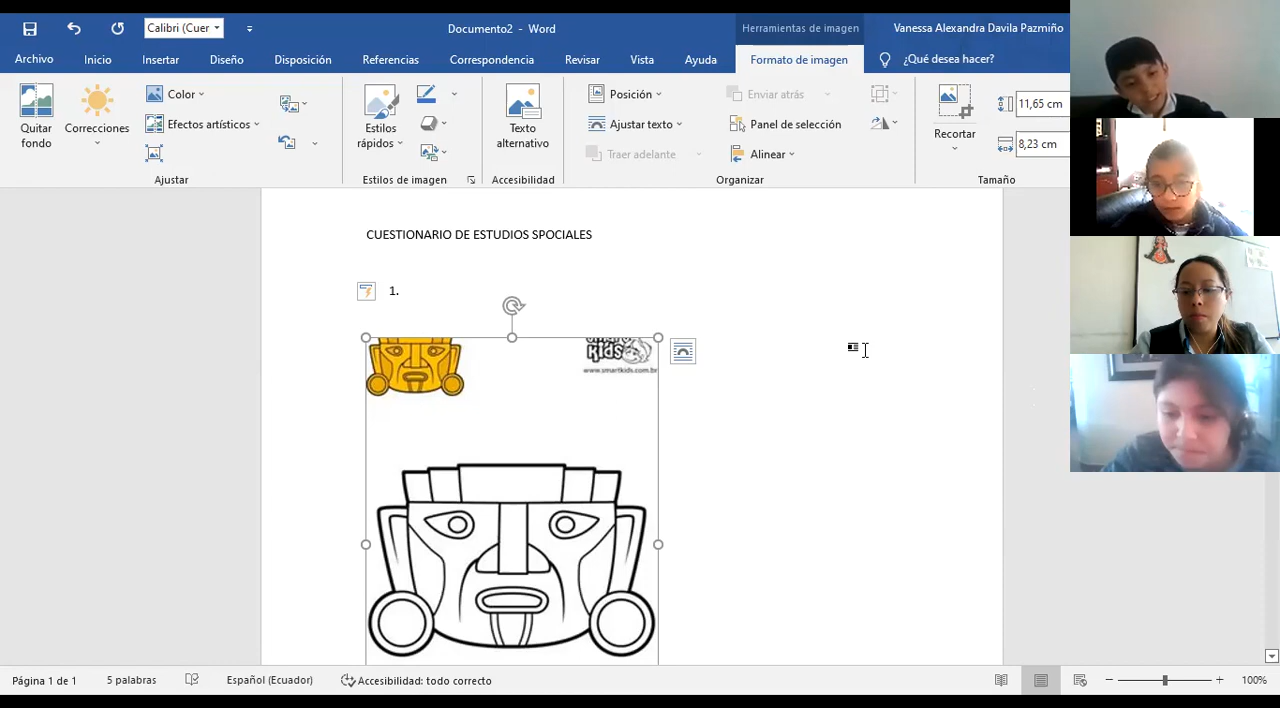 Calibri (Cuer
Documento2 - Word
Herramientas de imagen
Vanessa Alexandra Davila Pazmiño
Archivo
Inicio
Insertar
Diseño
Disposición
Referencias
Correspondencia
Revisar
Vista
Ayuda
Formato de imagen
¿Qué desea hacer?
Quitar
fondo
Correcciones
Color
Efectos artísticos
Ajustar
Estilos
rápidos
Estilos de imagen
Texto
alternativo
Accesibilidad
Posición
Ajustar texto
Traer adelante
Enviar atrás
Panel de selección
Alinear
Organizar
Recortar
11,65 cm
8,23 cm
Tamaño
CUESTIONARIO DE ESTUDIOS SPOCIALES
1.
kids
www.smartkids.com.br
Página 1 de 1
5 palabras
Español (Ecuador)
Accesibilidad: todo correcto
100%